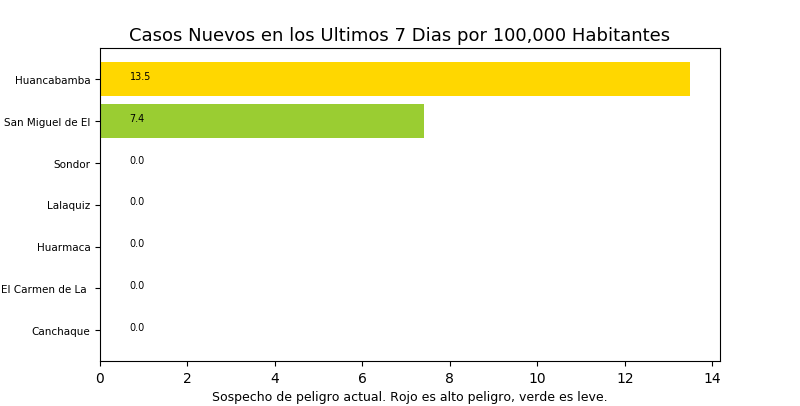 Casos Nuevos en los Ultimos 7 Dias por 100,000 Habitantes
Huancabamba 13.5
San Miguel de El 7.4
Sondor 0.0
Lalaquiz 0.0
Huarmaca 0.0
El Carmen de La 0.0
Canchaque 0.0
0 2 4 6 8 10 12 14
Sospecho de peligro actual. Rojo es alto peligro, verde es leve.